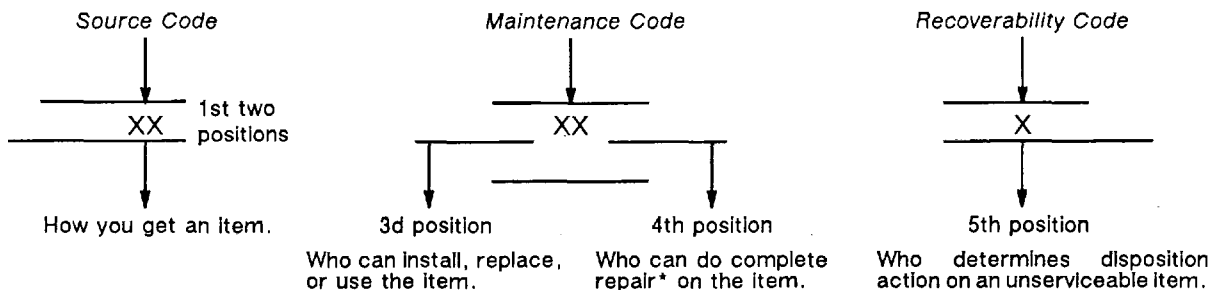 Source Code
Maintenance Code
Recoverability Code
XX
1st two
positions
XX
X
How you get an item.
3d position
4th position
5th position
Who can install, replace,
or use the item.
Who can do complete
repair* on the item.
Who determines disposition
action on an unserviceable item.